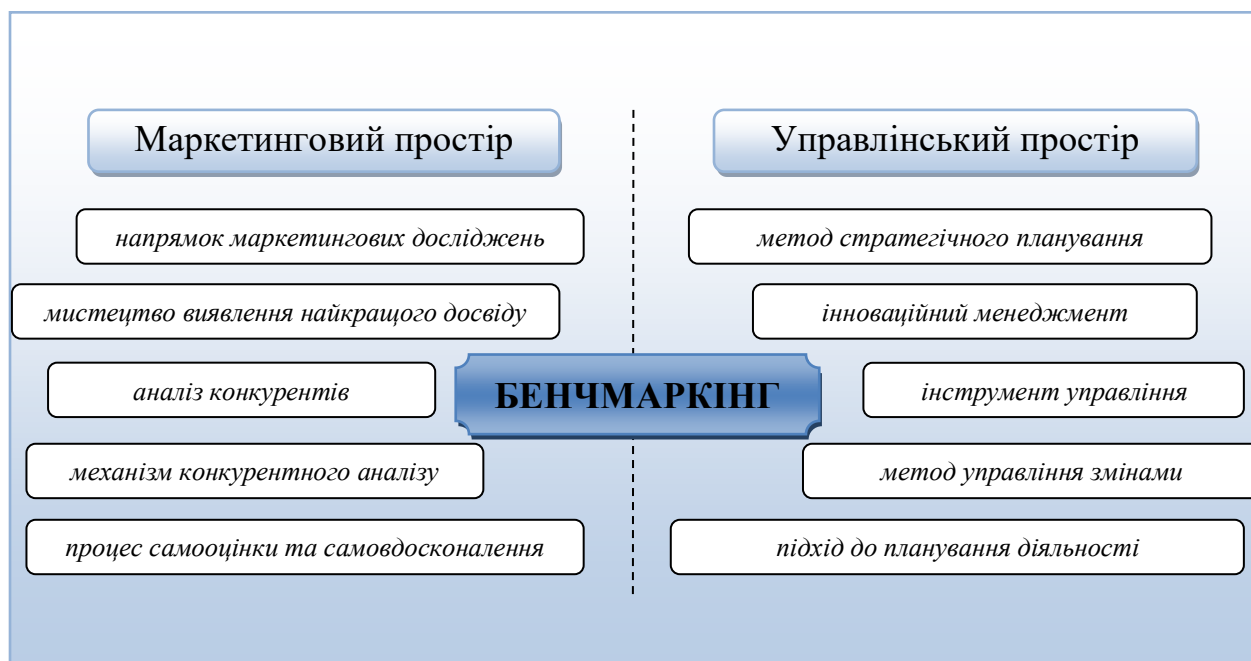 Маркетинговий простір
Управлінський простір
напрямок маркетингових досліджень
метод стратегічного планування
мистецтво виявлення найкращого досвіду
інноваційний менеджмент
аналіз конкурентів
БЕНЧМАРКІНГ
інструмент управління
механізм конкурентного аналізу
метод управління змінами
процес самооцінки та самовдосконалення
підхід до планування діяльності